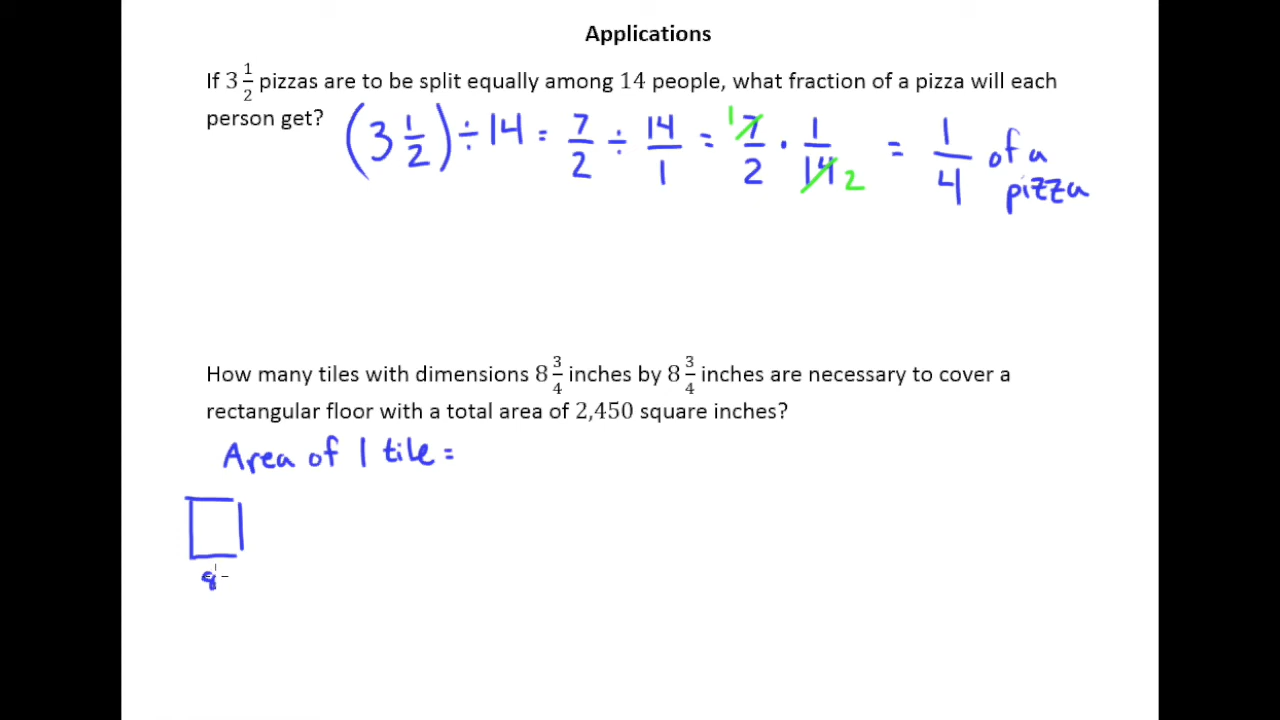 Applications
If 3 1/2 pizzas are to be split equally among 14 people, what fraction of a pizza will each
person get? (3 1/2) ÷ 14 = 7/2 ÷ 14/1 = 1 7/2 · 1/14 2 = 1/4 of a
pizza
How many tiles with dimensions 8 3/4 inches by 8 3/4 inches are necessary to cover a
rectangular floor with a total area of 2,450 square inches?
Area of 1 tile =